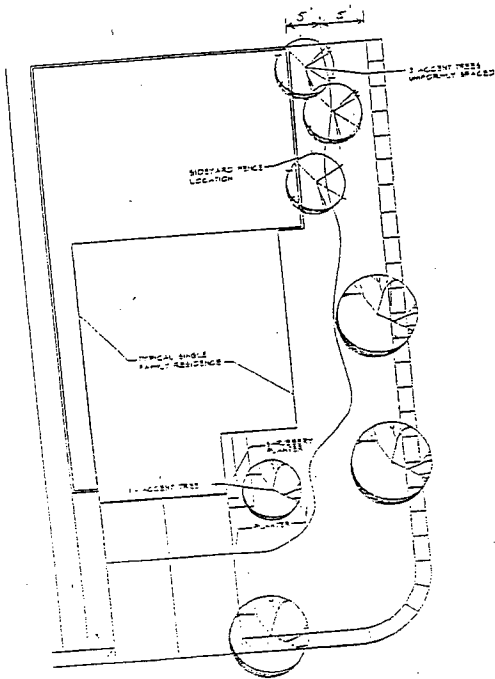 5' 5'
3 ACCENT TREES
UNIFORMLY SPACED
SIDEYARD FENCE
LOCATION
TYPICAL SINGLE
FAMILY RESIDENCE
PLANTER
1 - ACCENT TREE
PLANTER